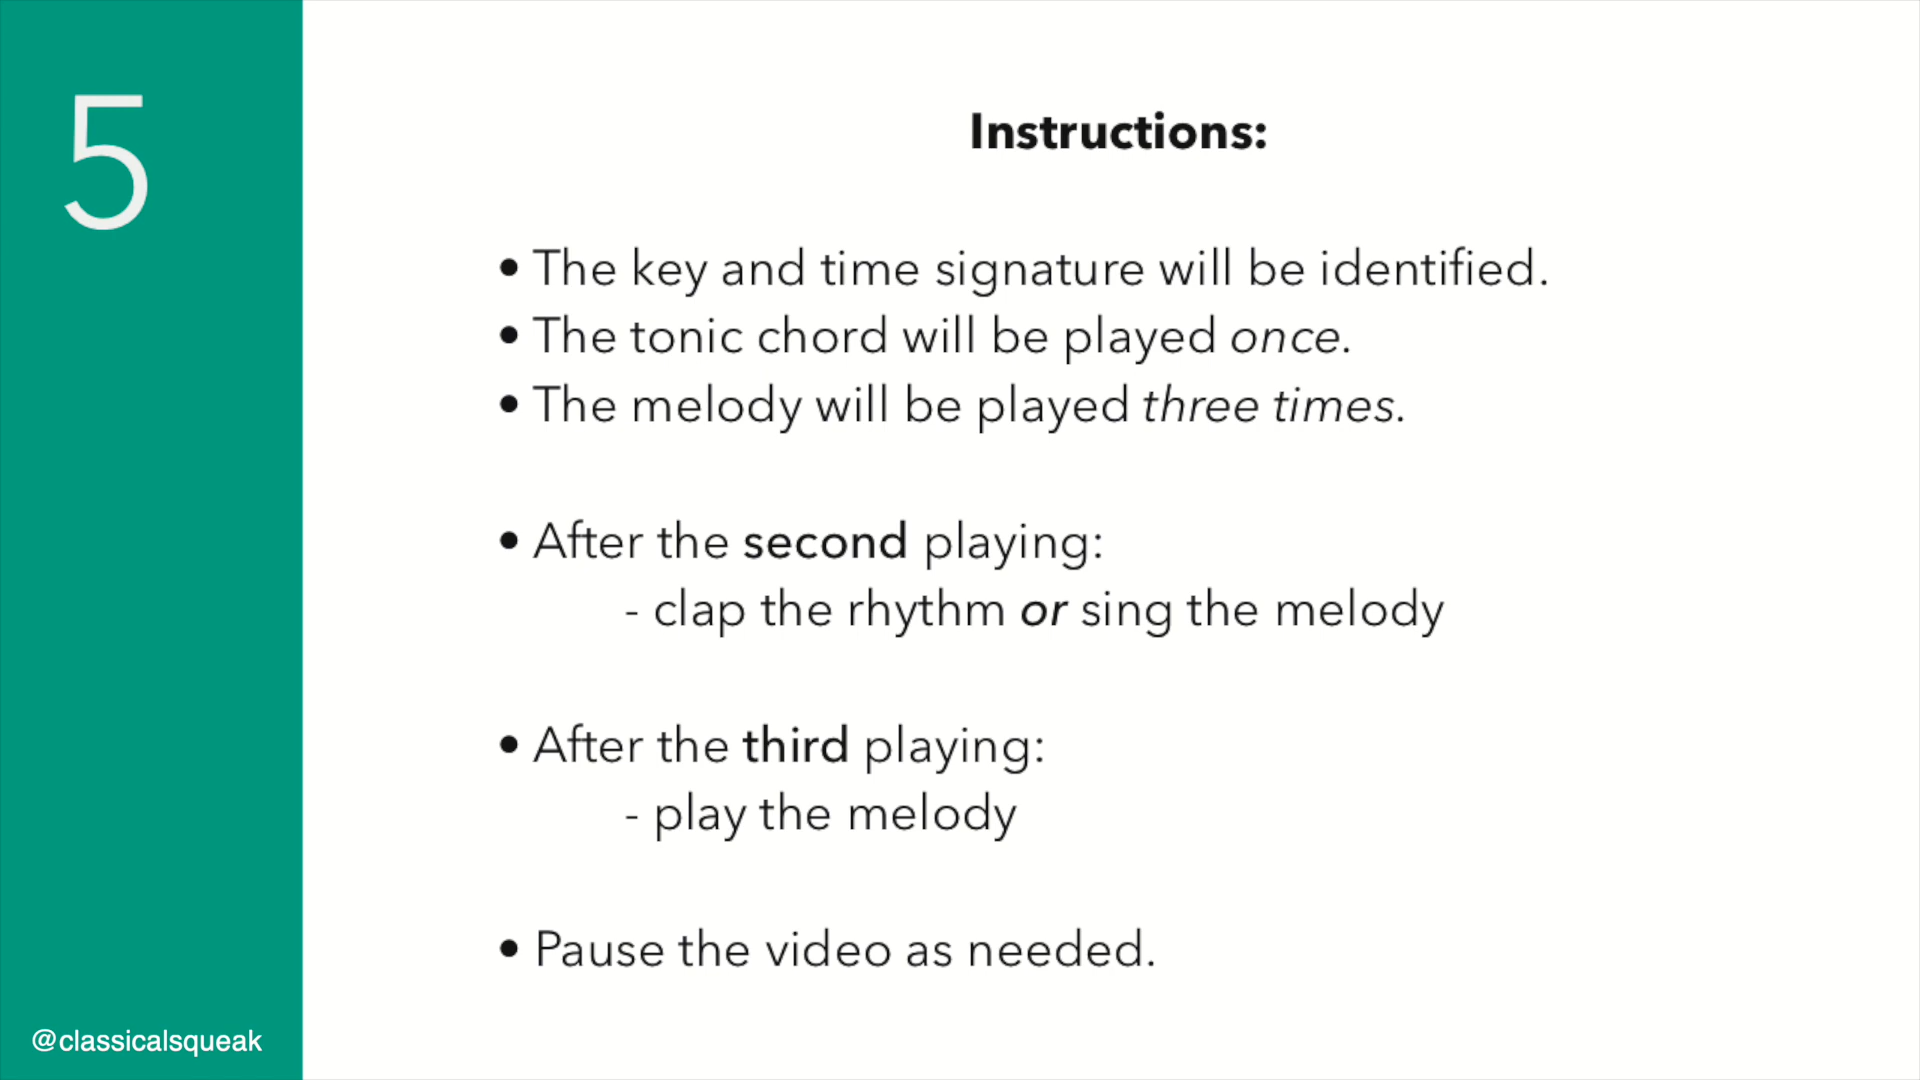 5
Instructions:
• The key and time signature will be identified.
• The tonic chord will be played once.
• The melody will be played three times.
• After the second playing:
- clap the rhythm or sing the melody
• After the third playing:
- play the melody
• Pause the video as needed.
@classicalsqueak